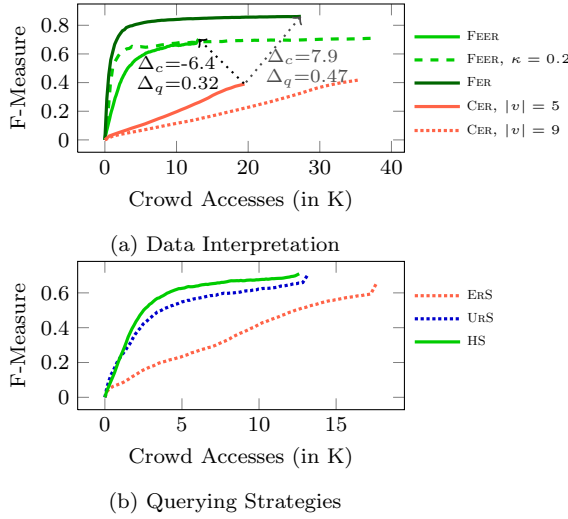 0.8
0.6
0.4
0.2
0
F-Measure
Δc=-6.4
Δq=0.32
Δc=7.9
Δq=0.47
0 10 20 30 40
Crowd Accesses (in K)
FEER
FEER, κ = 0.2
FER
CER, |v| = 5
CER, |v| = 9
(a) Data Interpretation
0.6
0.4
0.2
0
F-Measure
0 5 10 15
Crowd Accesses (in K)
ERS
URS
HS
(b) Querying Strategies